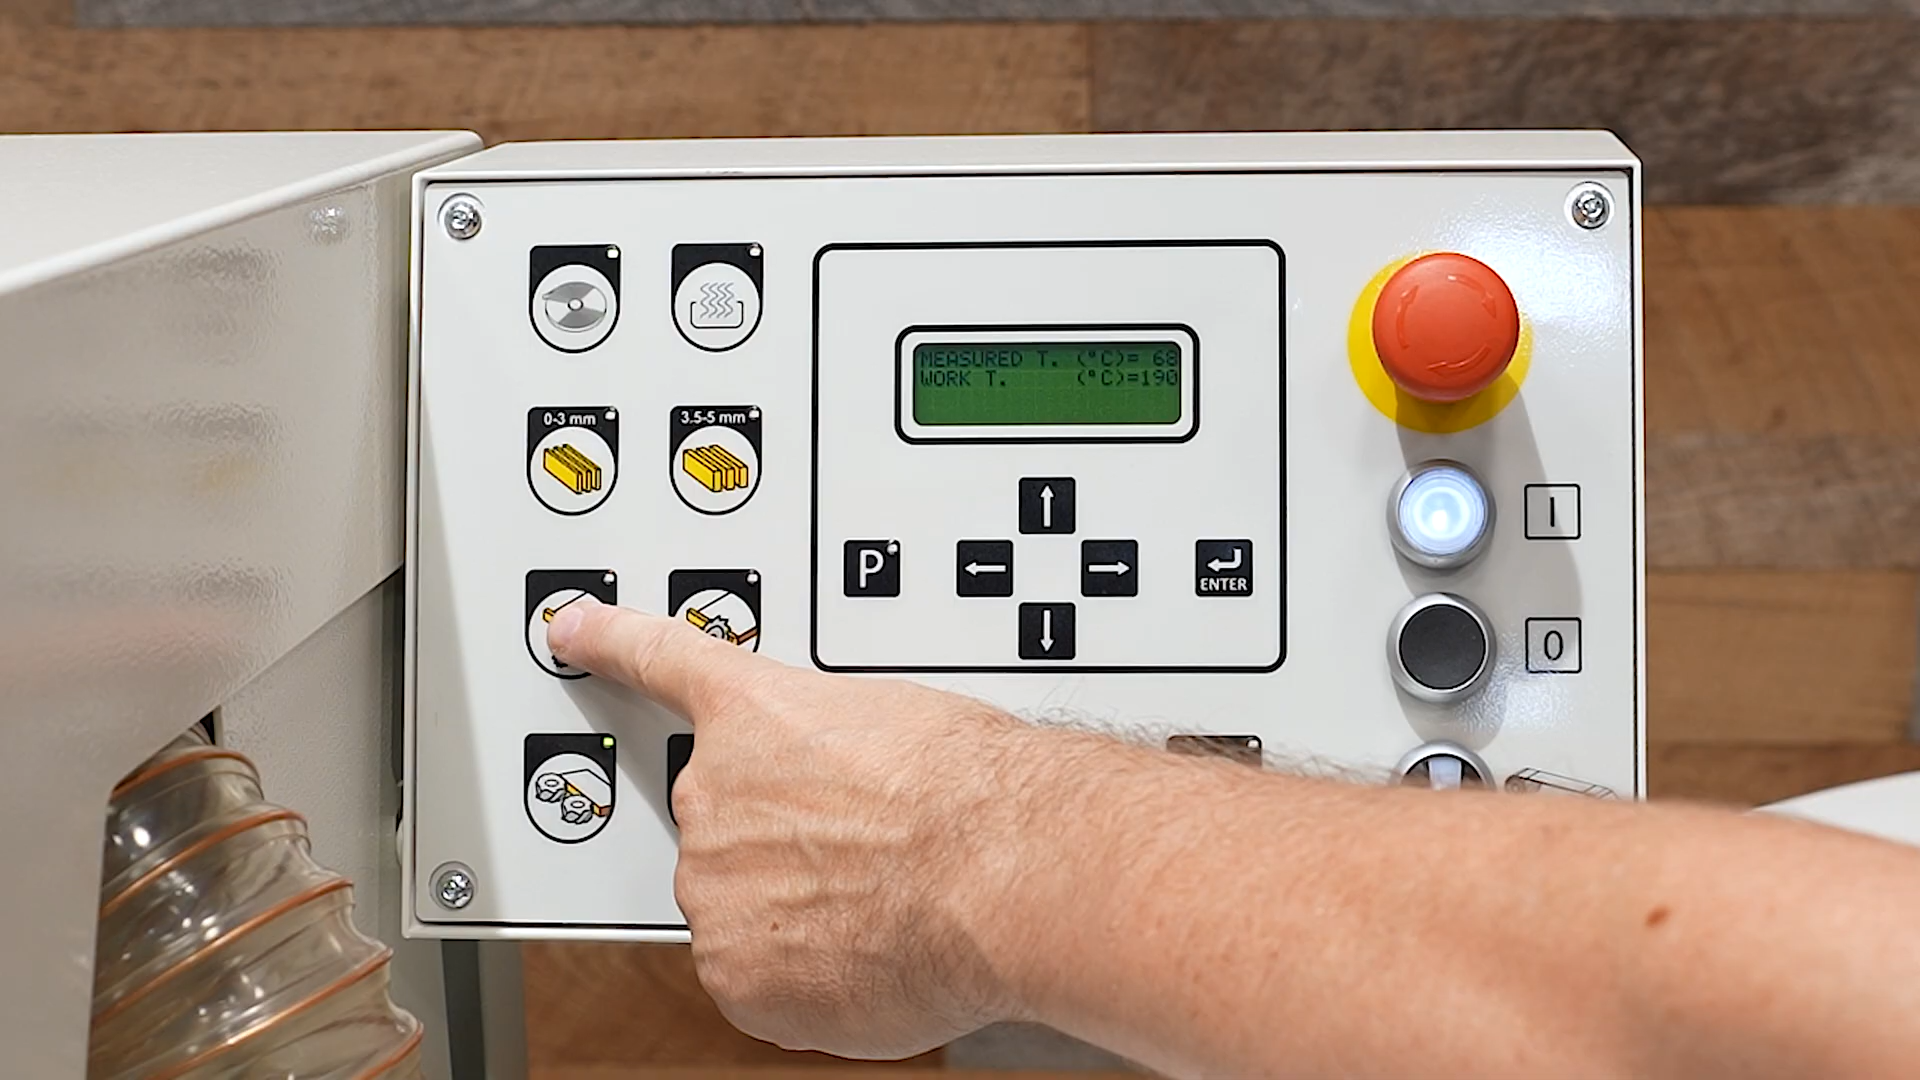 0-3 mm
3.5-5 mm
MEASURED T. (°C)= 68
WORK T. (°C)=190
P
ENTER
I
0